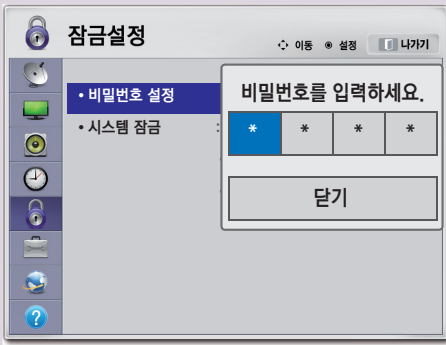 잠금설정
이동 설정 나가기
• 비밀번호 설정
• 시스템 잠금 :
비밀번호를 입력하세요.
* * * *
닫기
?